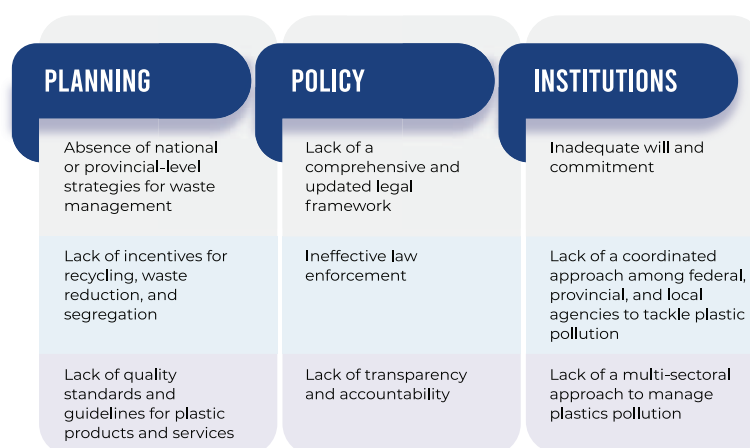 PLANNING
Absence of national
or provincial-level
strategies for waste
management
Lack of incentives for
recycling, waste
reduction, and
segregation
Lack of quality
standards and
guidelines for plastic
products and services
POLICY
Lack of a
comprehensive and
updated legal
framework
Ineffective law
enforcement
Lack of transparency
and accountability
INSTITUTIONS
Inadequate will and
commitment
Lack of a coordinated
approach among federal,
provincial, and local
agencies to tackle plastic
pollution
Lack of a multi-sectoral
approach to manage
plastics pollution